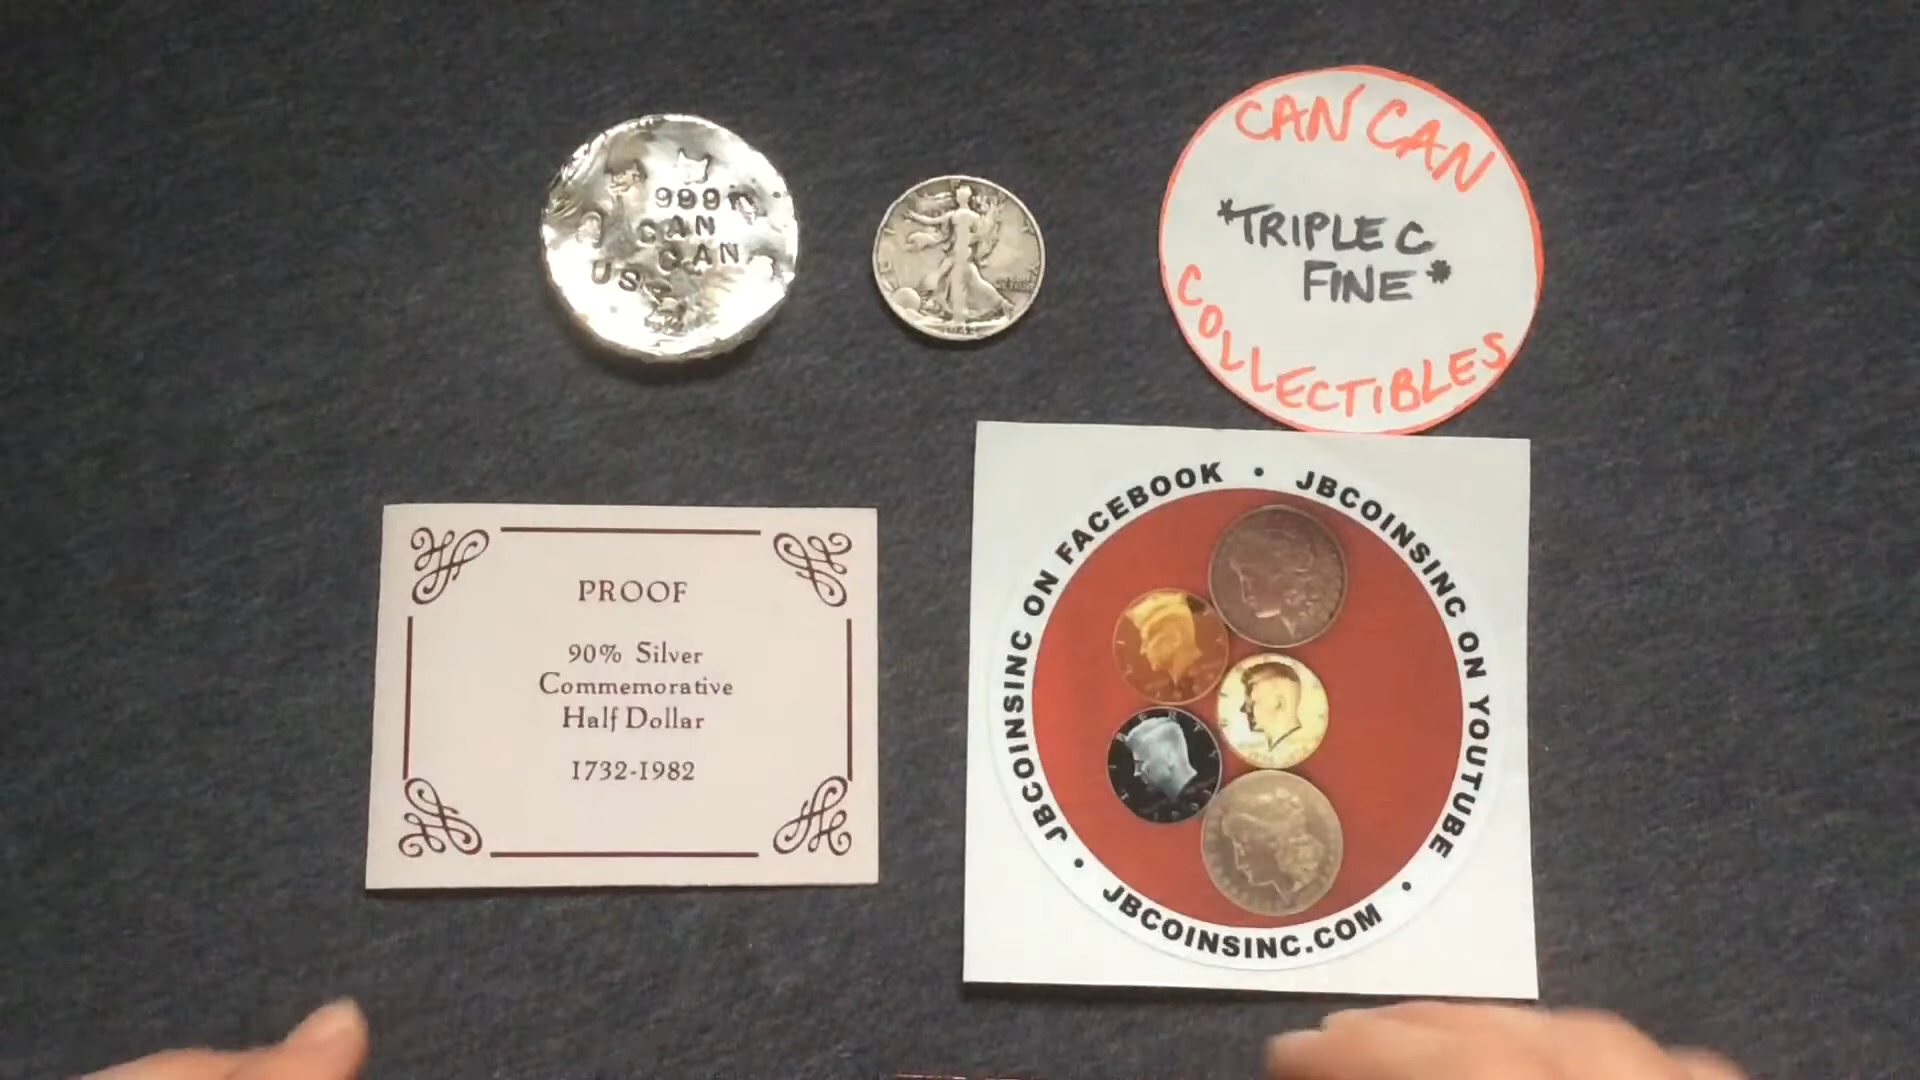 999
CAN
CAN
USA
CAN CAN
*TRIPLE C
FINE*
COLLECTIBLES
PROOF
90% Silver
Commemorative
Half Dollar
1732-1982
JBCOINSINC ON FACEBOOK • JBCOINSINC ON YOUTUBE •
JBCOINSINC.COM •